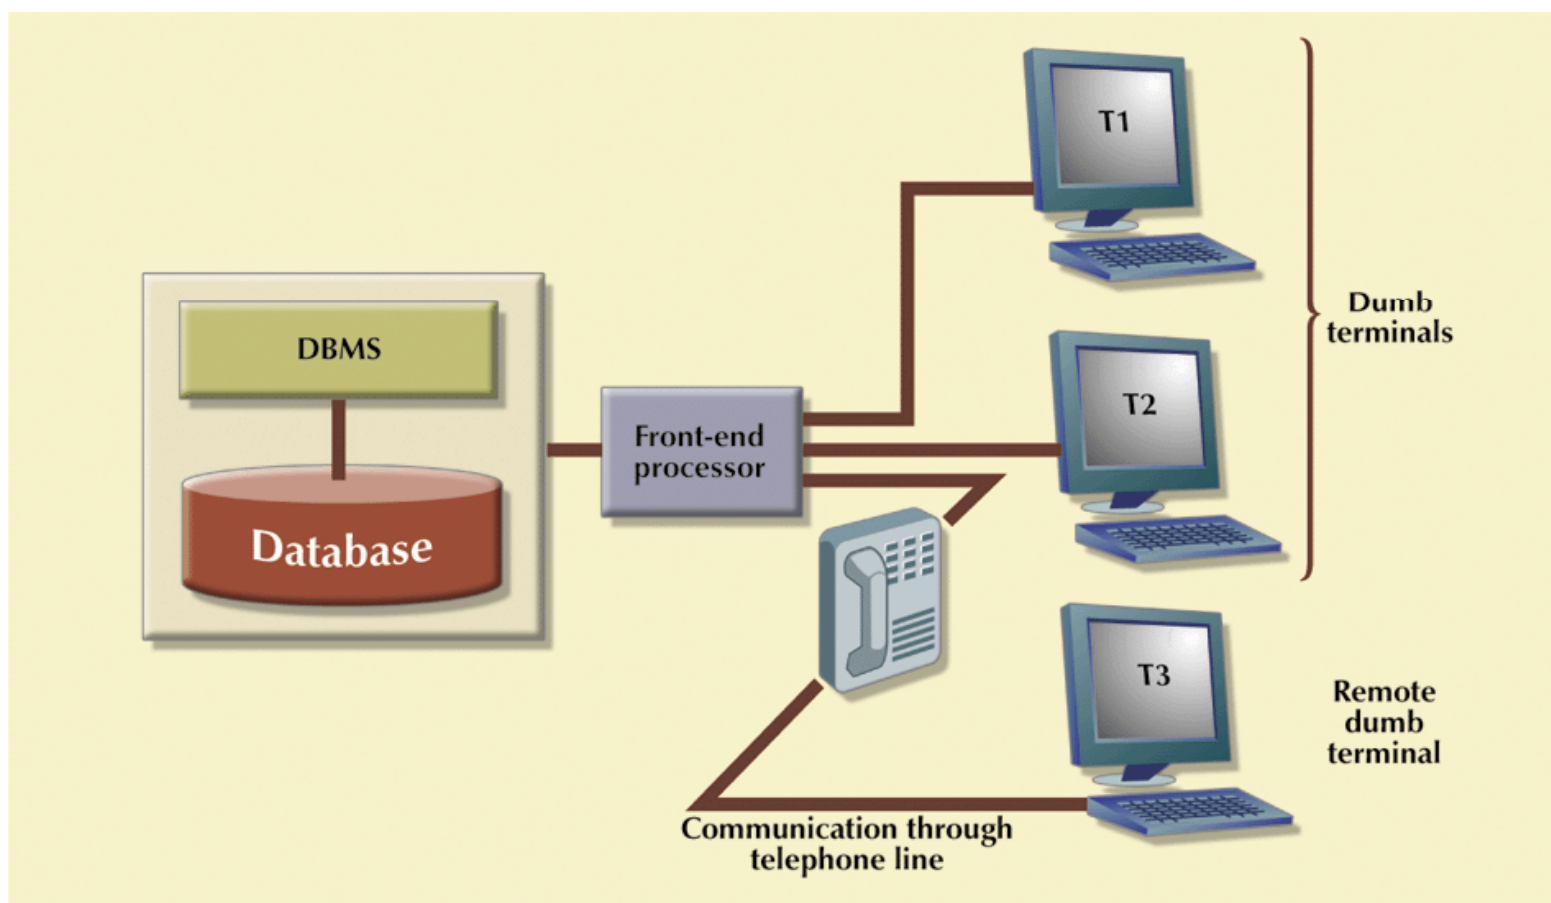 T1
Dumb
terminals
DBMS
T2
Front-end
processor
Database
T3
Remote
dumb
terminal
Communication through
telephone line